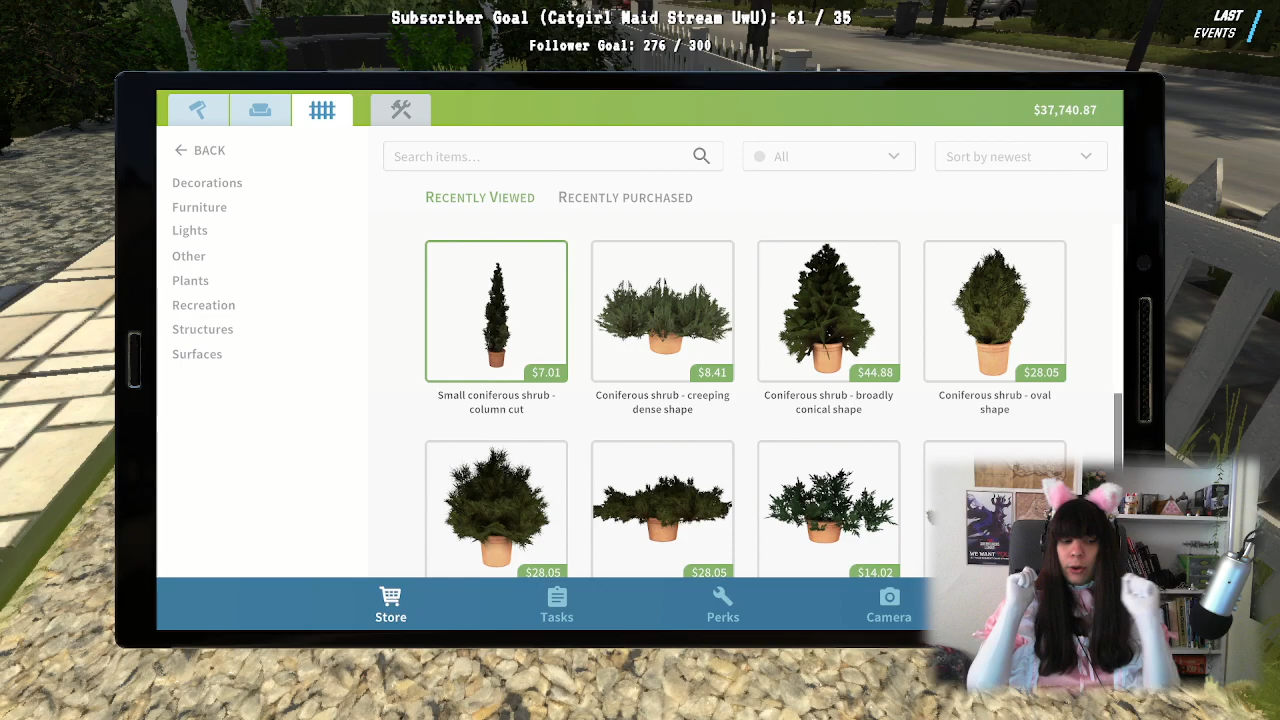 Subscriber Goal (Catgirl Maid Stream UwU): 61 / 35
Follower Goal: 276 / 300
LAST
EVENTS
$37,740.87
BACK
Search items...
All
Sort by newest
Decorations
Furniture
Lights
Other
Plants
Recreation
Structures
Surfaces
RECENTLY VIEWED
RECENTLY PURCHASED
$7.01
$8.41
$44.88
$28.05
Small coniferous shrub -
column cut
Coniferous shrub - creeping
dense shape
Coniferous shrub - broadly
conical shape
Coniferous shrub - oval
shape
$28.05
$28.05
$14.02
WE WANT
Store
Tasks
Perks
Camera